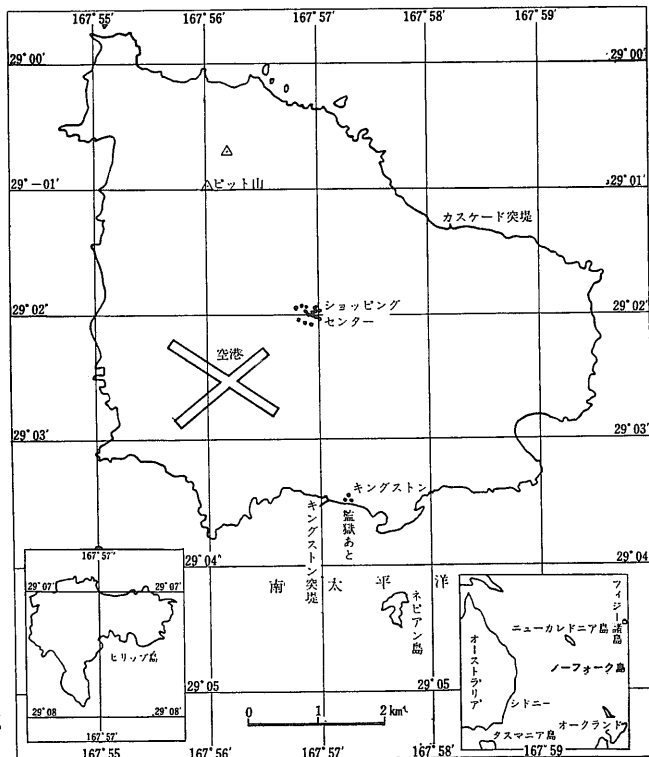 167°55′ 167°56′ 167°57′ 167°58′ 167°59′
29°00′ 29°00′
29°-01′ ピット山 29°01′
カスケード突堤
29°02′ ショッピング
センター 29°02′
空港
29°03′ 29°03′
キングストン
キングストン突堤
監獄あと
29°04′ 29°04′
南太平洋
ネピアン島
29°05 29°05
0 1 2 km
167°55 167°56′ 167°57′ 167°58′ 167°59
167°57′
29°07′ 29°07′
ヒリップ島
29°08′ 29°08′
167°57′
フィジー諸島
ニューカレドニア島
オーストラリア
ノーフォーク島
シドニー
オークランド
タスマニア島